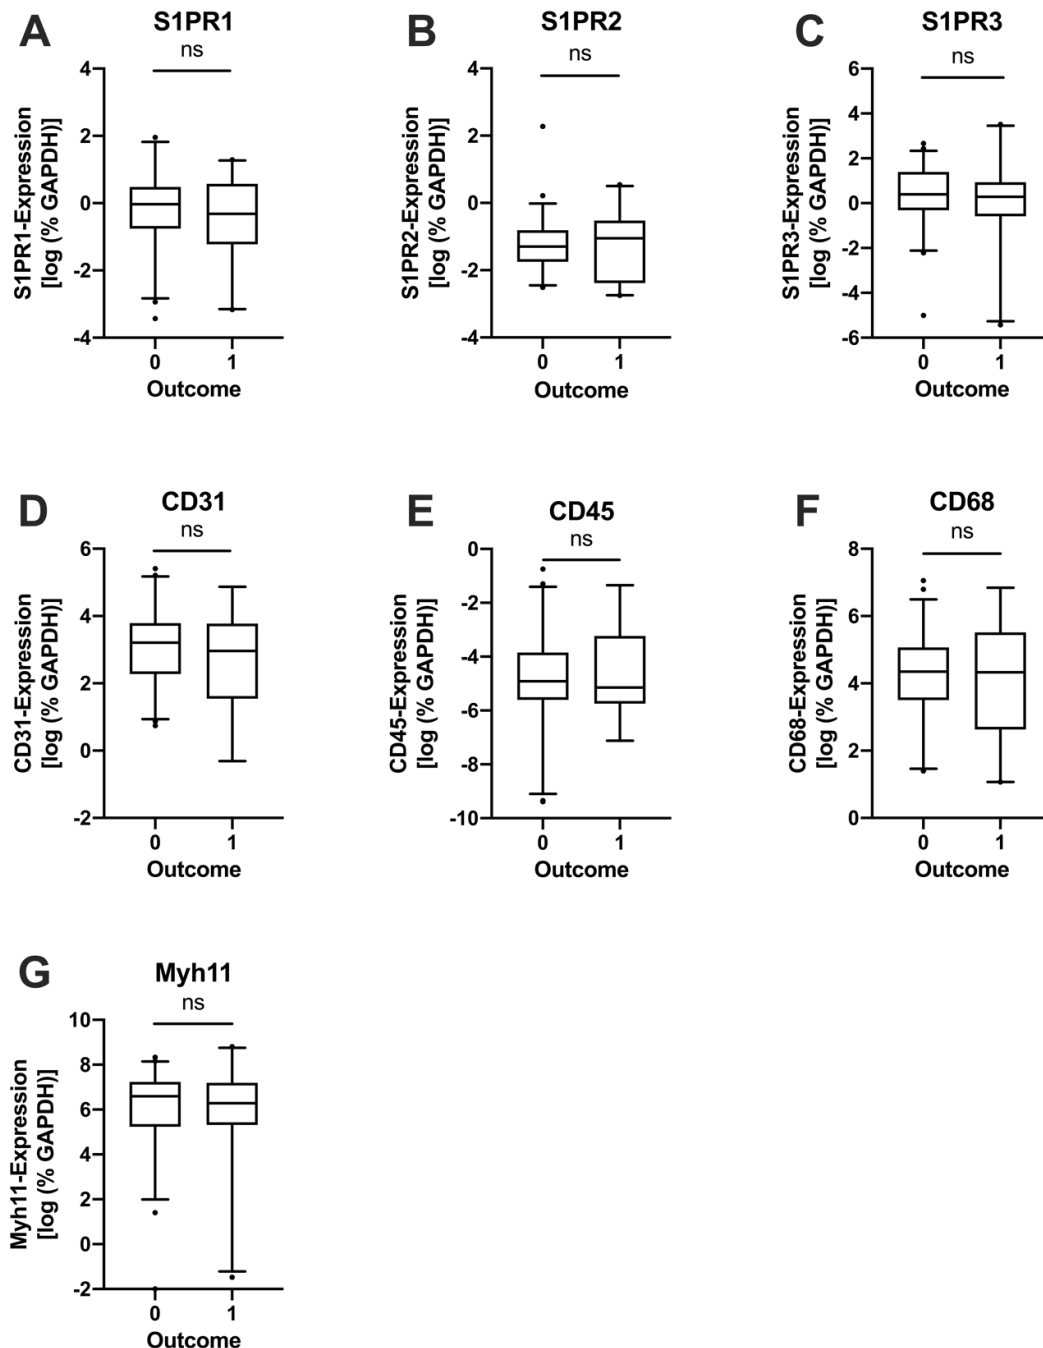 A
S1PR1
ns
S1PR1-Expression
[log (% GAPDH)]
4
2
0
-2
-4
0 1
Outcome
B
S1PR2
ns
S1PR2-Expression
[log (% GAPDH)]
4
2
0
-2
-4
0 1
Outcome
C
S1PR3
ns
S1PR3-Expression
[log (% GAPDH)]
6
4
2
0
-2
-4
-6
0 1
Outcome
D
CD31
ns
CD31-Expression
[log (% GAPDH)]
6
4
2
0
-2
0 1
Outcome
E
CD45
ns
CD45-Expression
[log (% GAPDH)]
0
-2
-4
-6
-8
-10
0 1
Outcome
F
CD68
ns
CD68-Expression
[log (% GAPDH)]
8
6
4
2
0
0 1
Outcome
G
Myh11
ns
Myh11-Expression
[log (% GAPDH)]
10
8
6
4
2
0
-2
0 1
Outcome